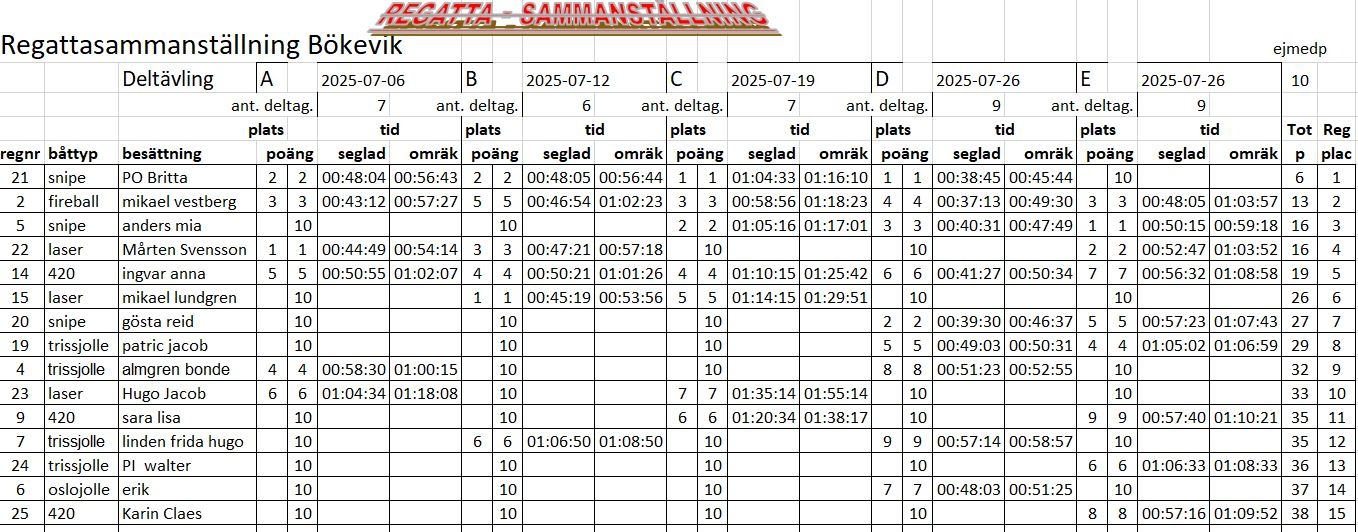 REGATTA - SAMMANSTÄLLNING
Regattasammanställning Bökevik ejmedp
Deltävling A 2025-07-06 B 2025-07-12 C 2025-07-19 D 2025-07-26 E 2025-07-26 10
ant. deltag. 7 ant. deltag. 6 ant. deltag. 7 ant. deltag. 9 ant. deltag. 9
plats tid plats tid plats tid plats tid plats tid Tot Reg
regnr båttyp besättning poäng seglad omräk poäng seglad omräk poäng seglad omräk poäng seglad omräk poäng seglad omräk p plac
21 snipe PO Britta 2 2 00:48:04 00:56:43 2 2 00:48:05 00:56:44 1 1 01:04:33 01:16:10 1 1 00:38:45 00:45:44 10 6 1
2 fireball mikael vestberg 3 3 00:43:12 00:57:27 5 5 00:46:54 01:02:23 3 3 00:58:56 01:18:23 4 4 00:37:13 00:49:30 3 3 00:48:05 01:03:57 13 2
5 snipe anders mia 10 10 2 2 01:05:16 01:17:01 3 3 00:40:31 00:47:49 1 1 00:50:15 00:59:18 16 3
22 laser Mårten Svensson 1 1 00:44:49 00:54:14 3 3 00:47:21 00:57:18 10 10 2 2 00:52:47 01:03:52 16 4
14 420 ingvar anna 5 5 00:50:55 01:02:07 4 4 00:50:21 01:01:26 4 4 01:10:15 01:25:42 6 6 00:41:27 00:50:34 7 7 00:56:32 01:08:58 19 5
15 laser mikael lundgren 10 1 1 00:45:19 00:53:56 5 5 01:14:15 01:29:51 10 10 26 6
20 snipe gösta reid 10 10 10 2 2 00:39:30 00:46:37 5 5 00:57:23 01:07:43 27 7
19 trissjolle patric jacob 10 10 10 5 5 00:49:03 00:50:31 4 4 01:05:02 01:06:59 29 8
4 trissjolle almgren bonde 4 4 00:58:30 01:00:15 10 10 8 8 00:51:23 00:52:55 10 32 9
23 laser Hugo Jacob 6 6 01:04:34 01:18:08 10 7 7 01:35:14 01:55:14 10 10 33 10
9 420 sara lisa 10 10 6 6 01:20:34 01:38:17 10 9 9 00:57:40 01:10:21 35 11
7 trissjolle linden frida hugo 10 6 6 01:06:50 01:08:50 10 9 9 00:57:14 00:58:57 10 35 12
24 trissjolle PI walter 10 10 10 10 6 6 01:06:33 01:08:33 36 13
6 oslojolle erik 10 10 10 7 7 00:48:03 00:51:25 10 37 14
25 420 Karin Claes 10 10 10 10 8 8 00:57:16 01:09:52 38 15